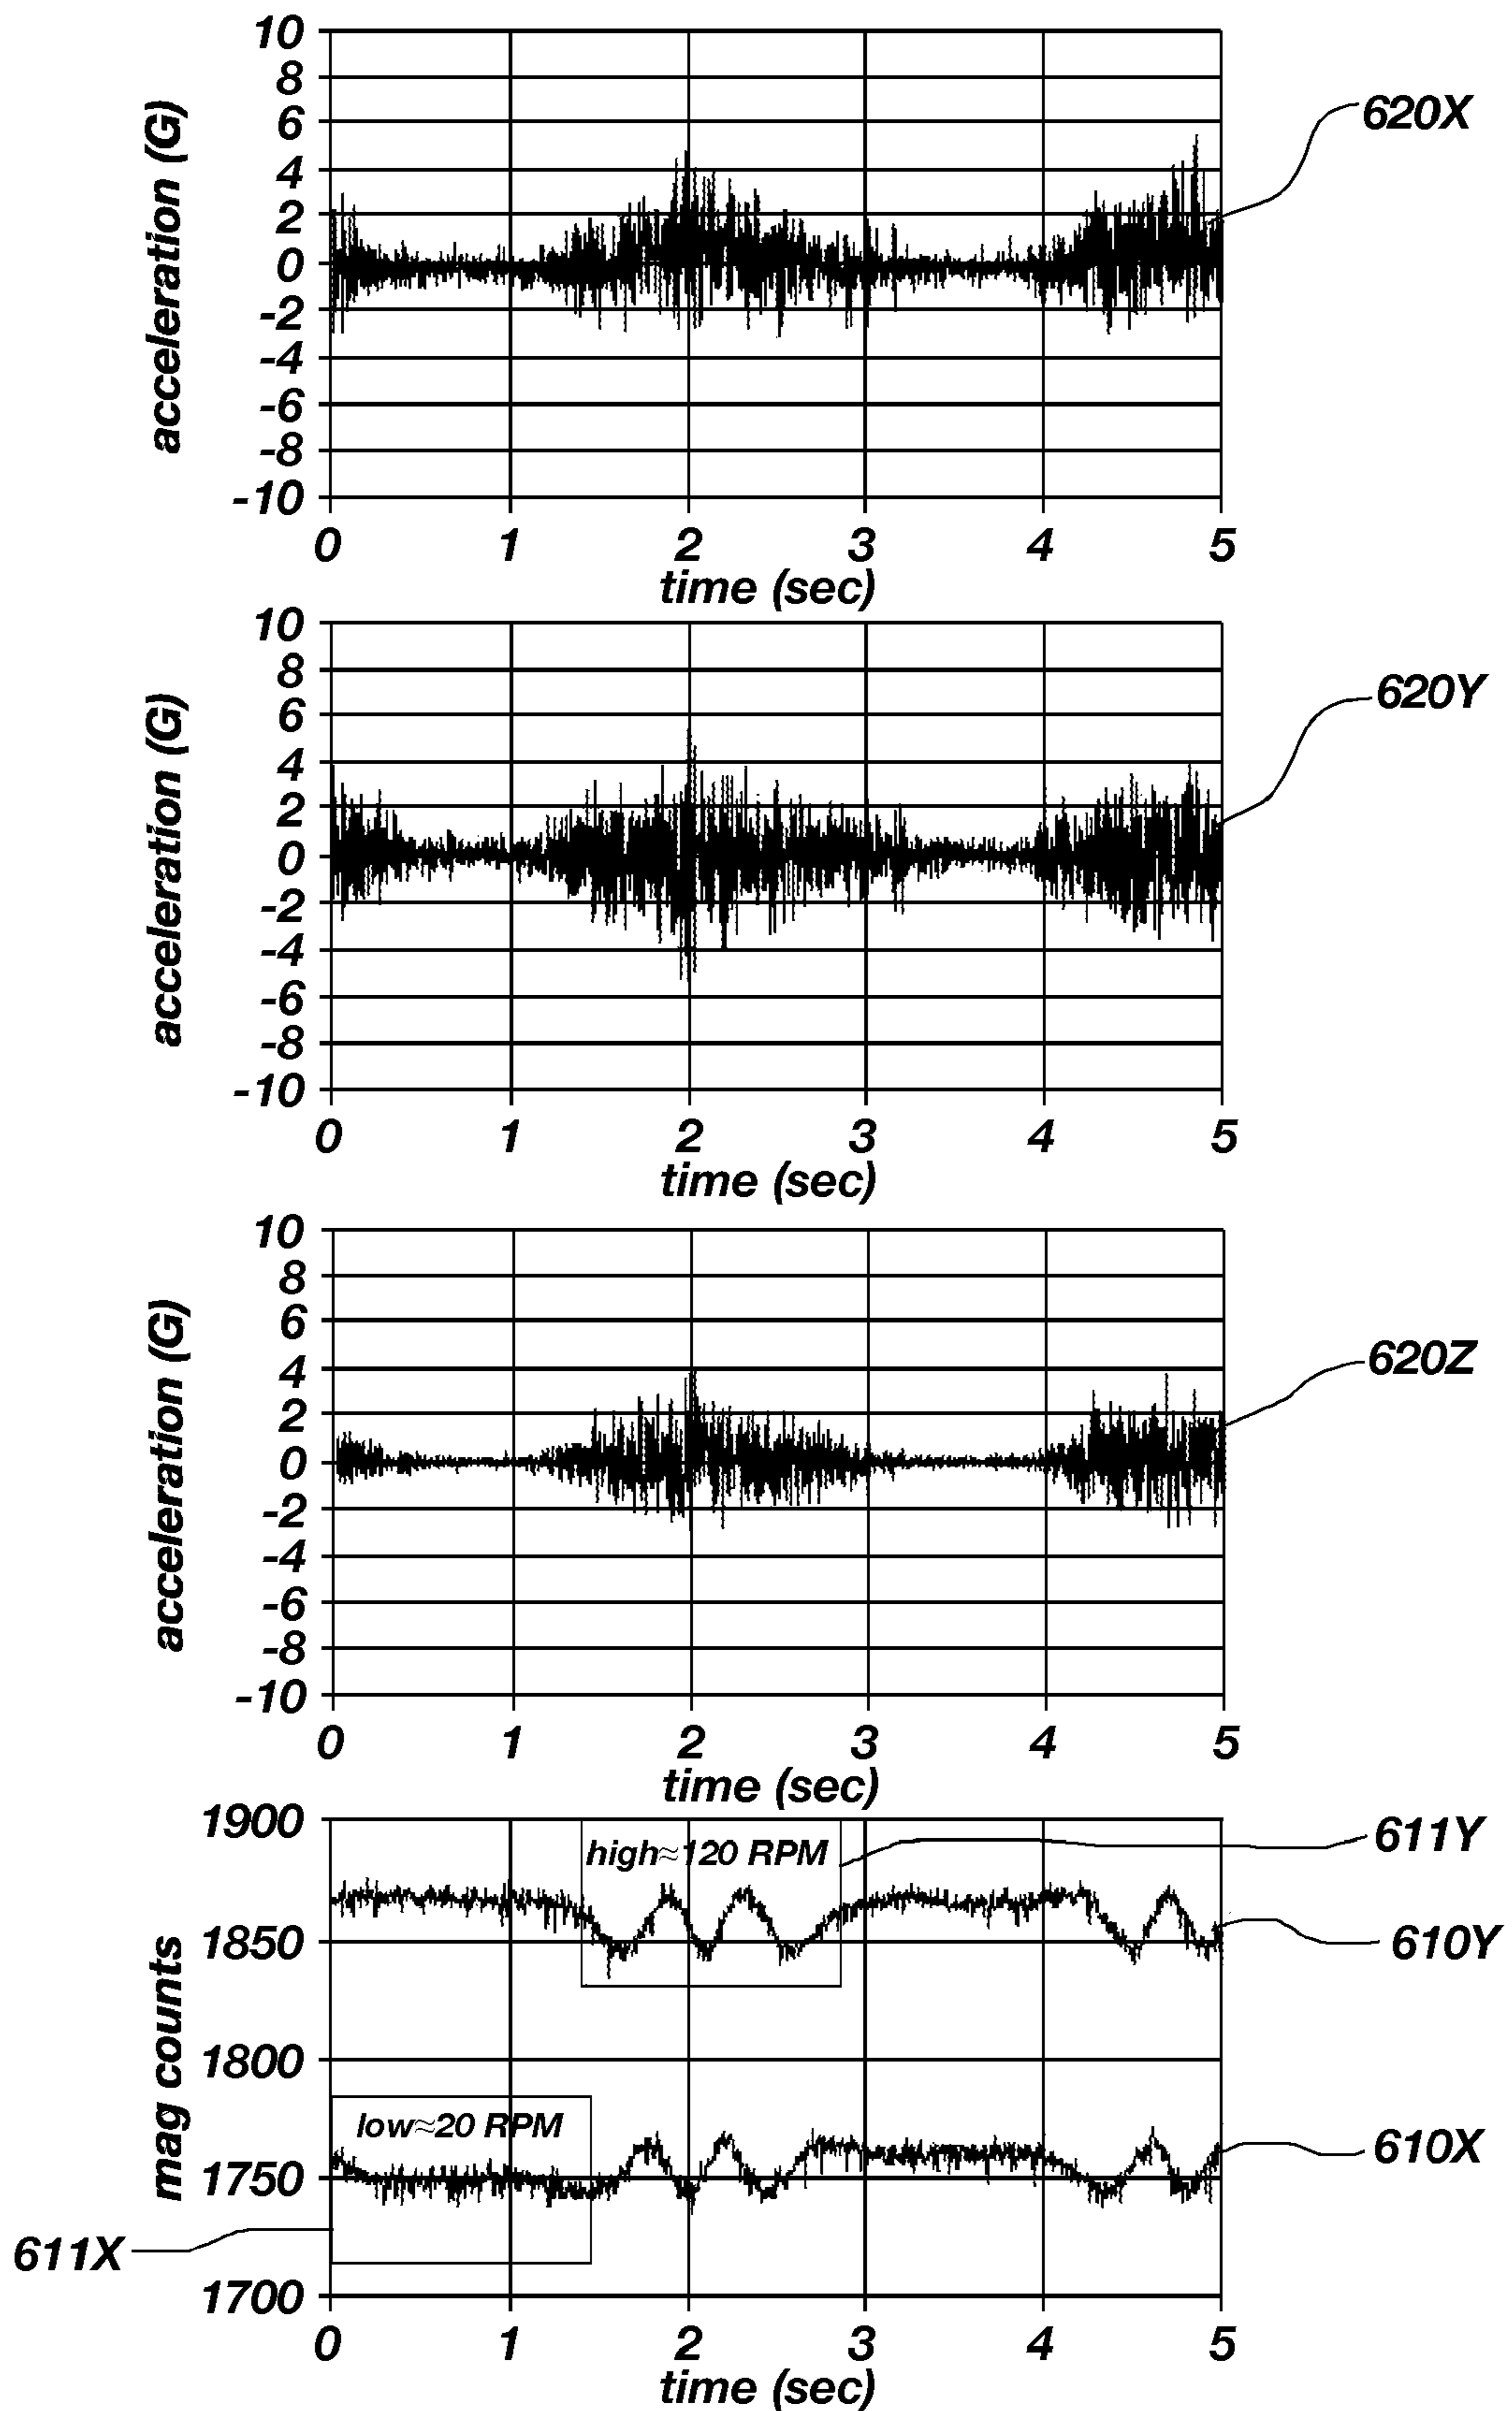 acceleration (G)
10
8
6
4
2
0
-2
-4
-6
-8
-10
620X
0 1 2 3 4 5
time (sec)
acceleration (G)
10
8
6
4
2
0
-2
-4
-6
-8
-10
620Y
0 1 2 3 4 5
time (sec)
acceleration (G)
10
8
6
4
2
0
-2
-4
-6
-8
-10
620Z
0 1 2 3 4 5
time (sec)
mag counts
1900
1850
1800
1750
1700
high≈120 RPM
611Y
610Y
low≈20 RPM
610X
611X
0 1 2 3 4 5
time (sec)